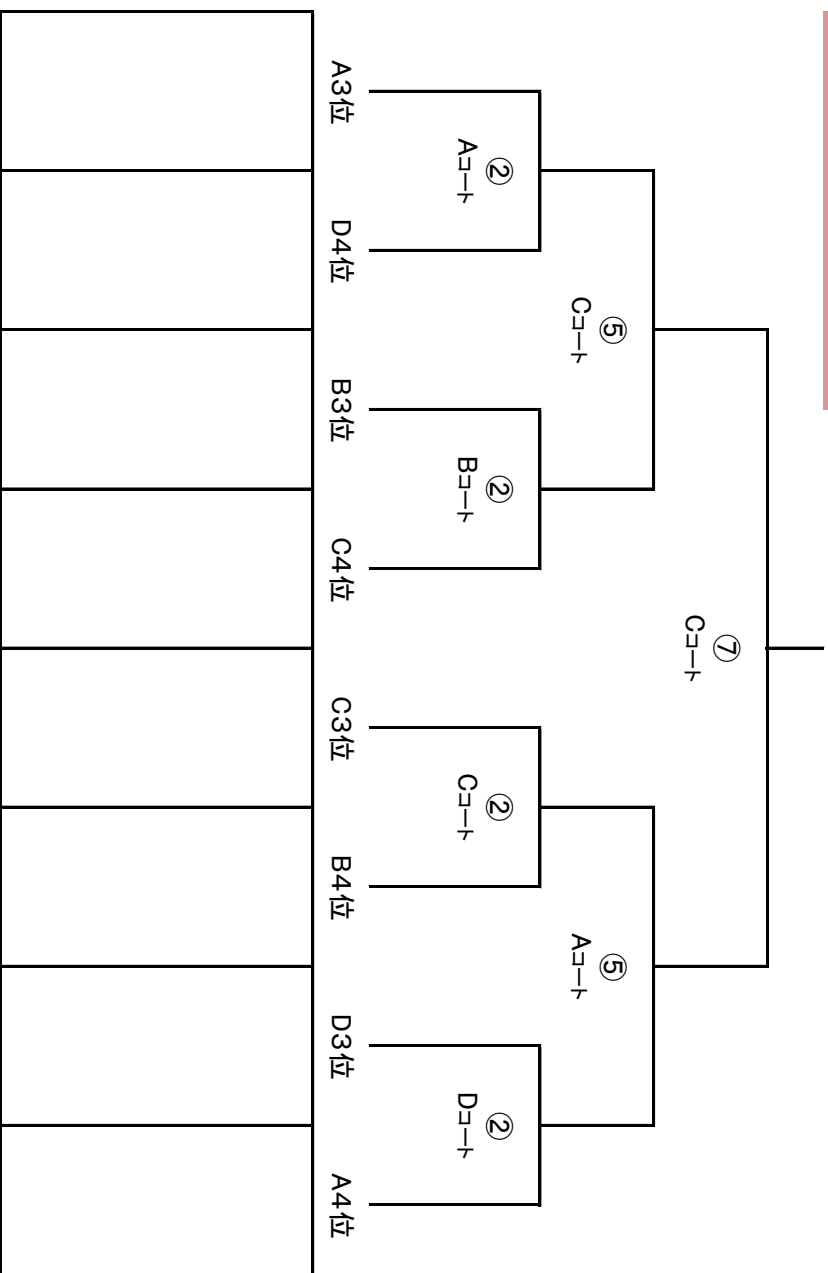 ⑦
Cコート
⑤
Cコート
⑤
Aコート
②
Aコート
②
Bコート
②
Cコート
②
Dコート
A3位
D4位
B3位
C4位
C3位
B4位
D3位
A4位